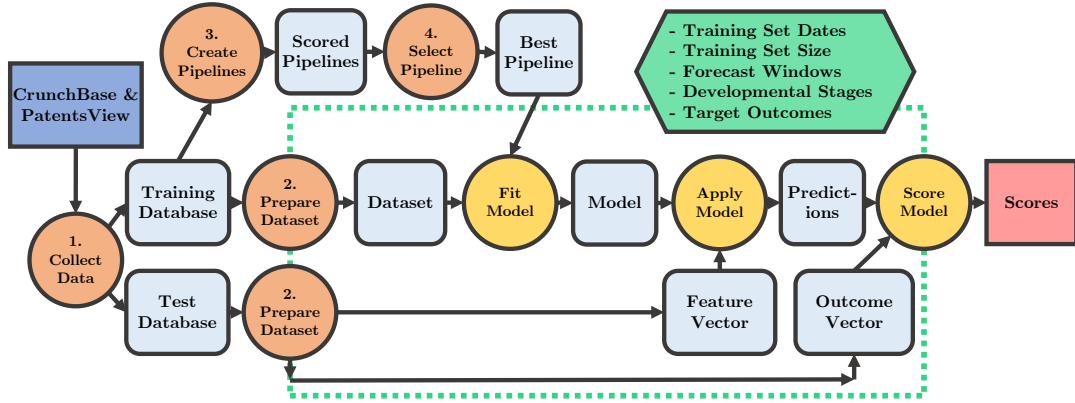 3.
Create
Pipelines
Scored
Pipelines
4.
Select
Pipeline
Best
Pipeline
- Training Set Dates
- Training Set Size
- Forecast Windows
- Developmental Stages
- Target Outcomes
CrunchBase &
PatentsView
Training
Database
2.
Prepare
Dataset
Dataset
Fit
Model
Model
Apply
Model
Predict-
ions
Score
Model
Scores
1.
Collect
Data
Test
Database
2.
Prepare
Dataset
Feature
Vector
Outcome
Vector